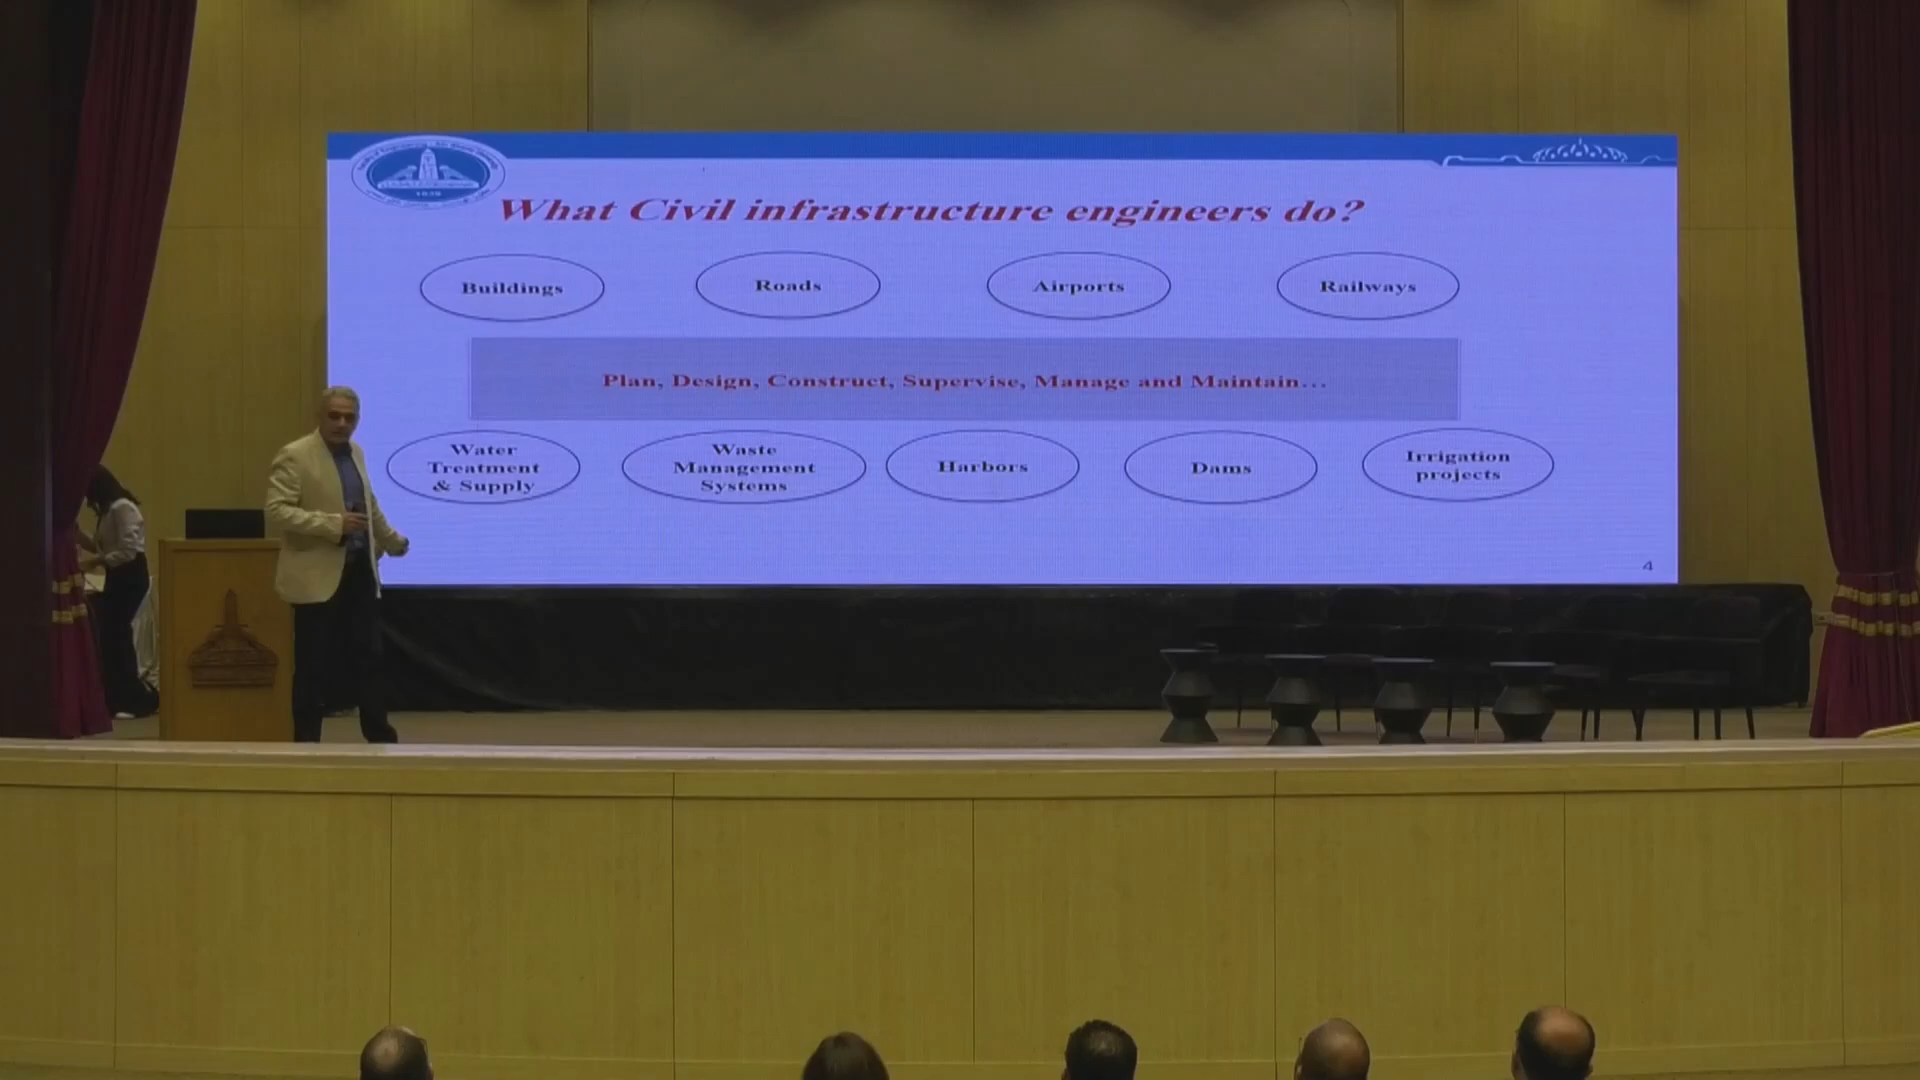 What Civil infrastructure engineers do?
Buildings
Roads
Airports
Railways
Plan, Design, Construct, Supervise, Manage and Maintain...
Water
Treatment
& Supply
Waste
Management
Systems
Harbors
Dams
Irrigation
projects
4